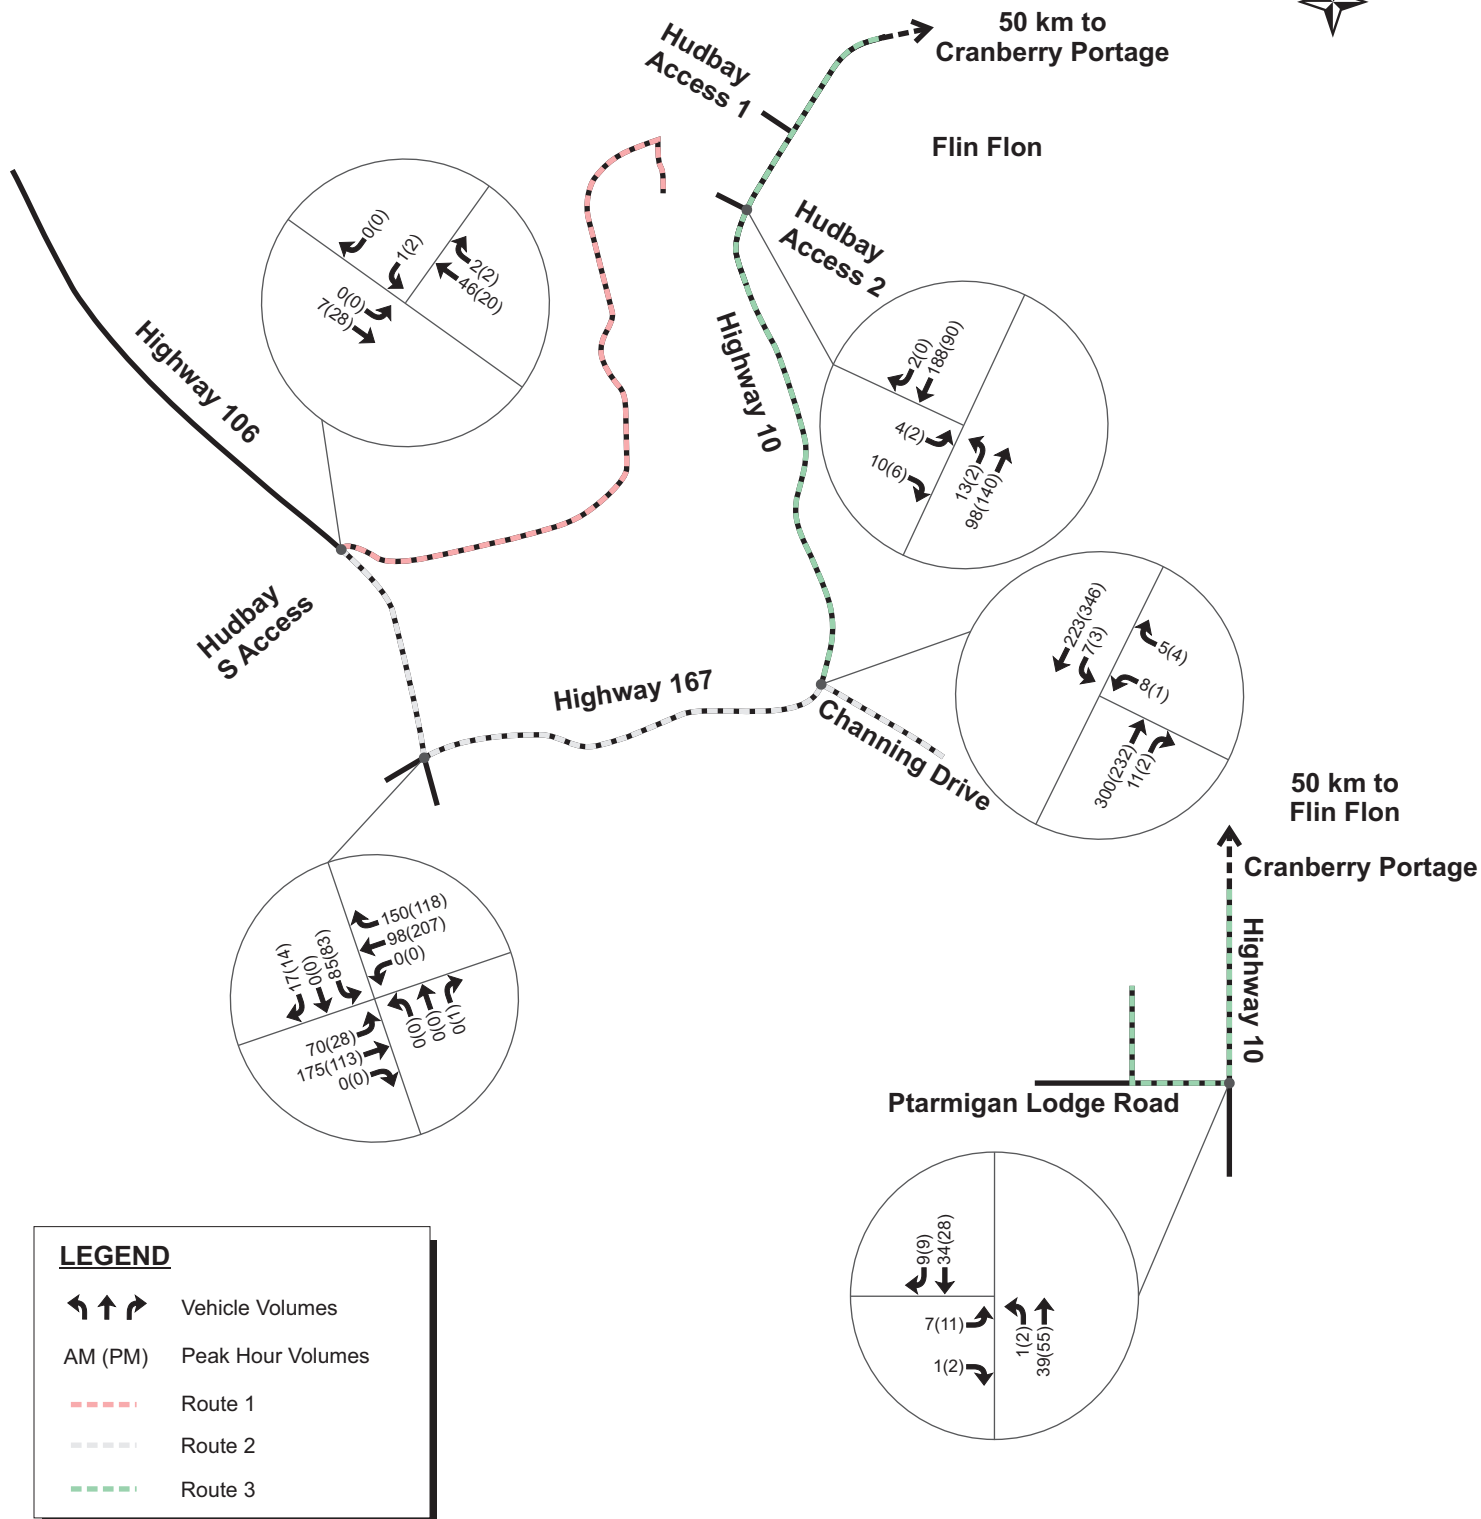 50 km to
Cranberry Portage
Hudbay
Access 1
Flin Flon
0(0)
1(2)
2(2)
46(20)
0(0)
7(28)
Hudbay
Access 2
Highway 106
Highway 10
2(0)
188(90)
4(2)
10(6)
13(2)
98(140)
Hudbay
S Access
223(346)
7(3)
5(4)
8(1)
300(232)
11(2)
Highway 167
Channing Drive
50 km to
Flin Flon
Cranberry Portage
150(118)
98(207)
0(0)
17(14)
0(0)
85(83)
70(28)
175(113)
0(0)
0(0)
0(0)
0(1)
Highway 10
Ptarmigan Lodge Road
9(9)
34(28)
7(11)
1(2)
1(2)
39(55)
LEGEND
Vehicle Volumes
AM (PM) Peak Hour Volumes
Route 1
Route 2
Route 3